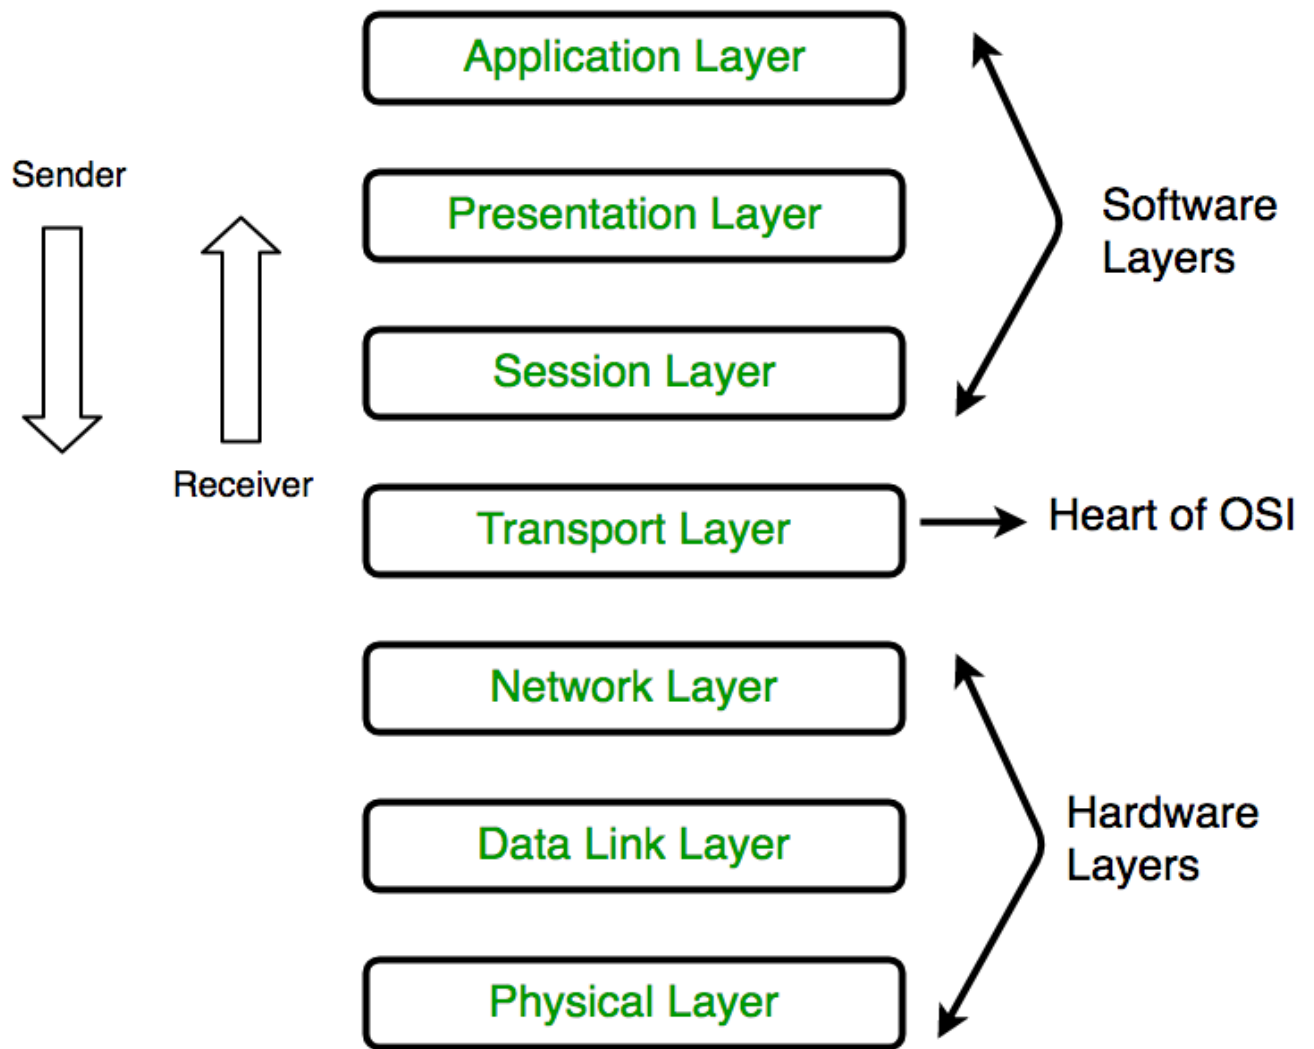 Application Layer
Sender
Presentation Layer
Software
Layers
Session Layer
Receiver
Transport Layer
Heart of OSI
Network Layer
Data Link Layer
Hardware
Layers
Physical Layer